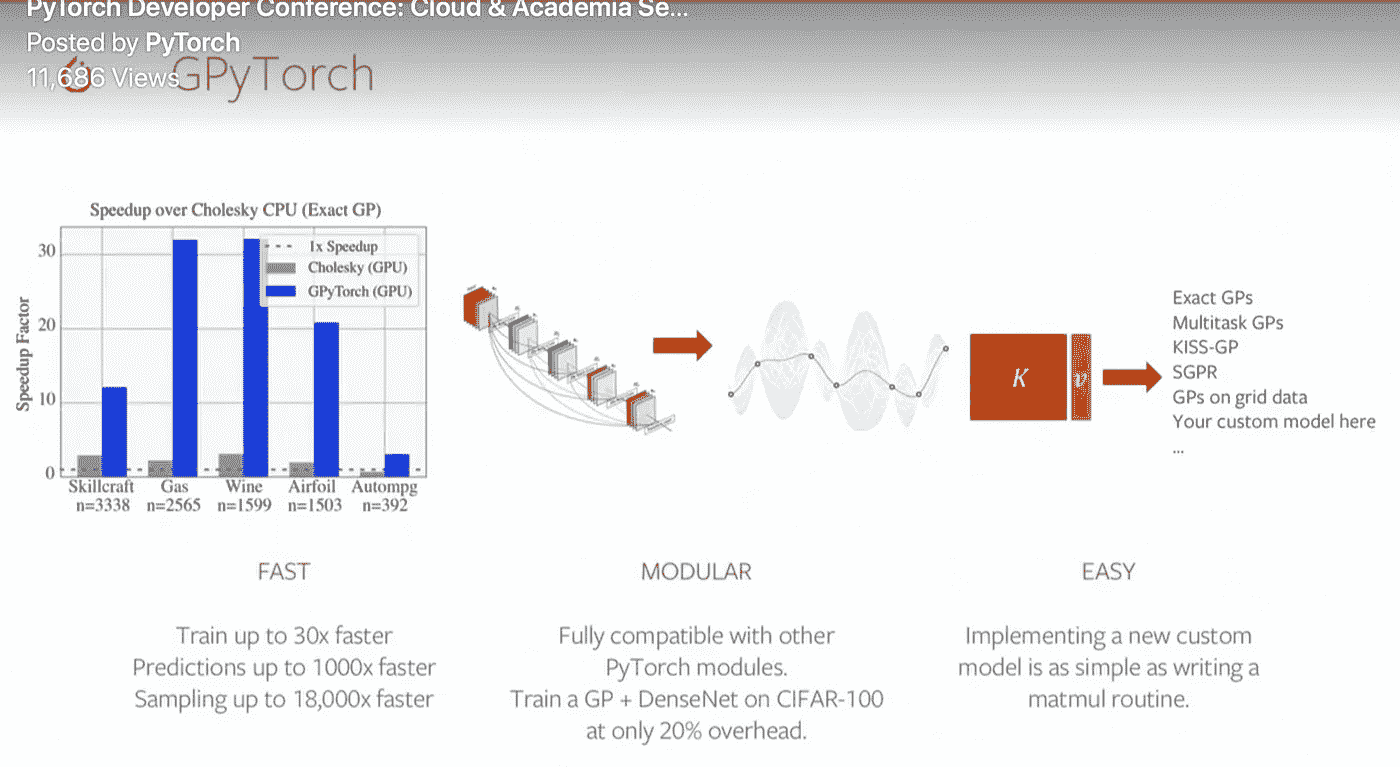 PyTorch Developer Conference: Cloud & Academia Se...
Posted by PyTorch
11,686 Views
GPyTorch
Speedup over Cholesky CPU (Exact GP)
Speedup Factor
30
20
10
0
1x Speedup
Cholesky (GPU)
GPyTorch (GPU)
Skillcraft Gas Wine Airfoil Autompg
n=3338 n=2565 n=1599 n=1503 n=392
K
v
Exact GPs
Multitask GPs
KISS-GP
SGPR
GPs on grid data
Your custom model here
...
FAST
Train up to 30x faster
Predictions up to 1000x faster
Sampling up to 18,000x faster
MODULAR
Fully compatible with other
PyTorch modules.
Train a GP + DenseNet on CIFAR-100
at only 20% overhead.
EASY
Implementing a new custom
model is as simple as writing a
matmul routine.